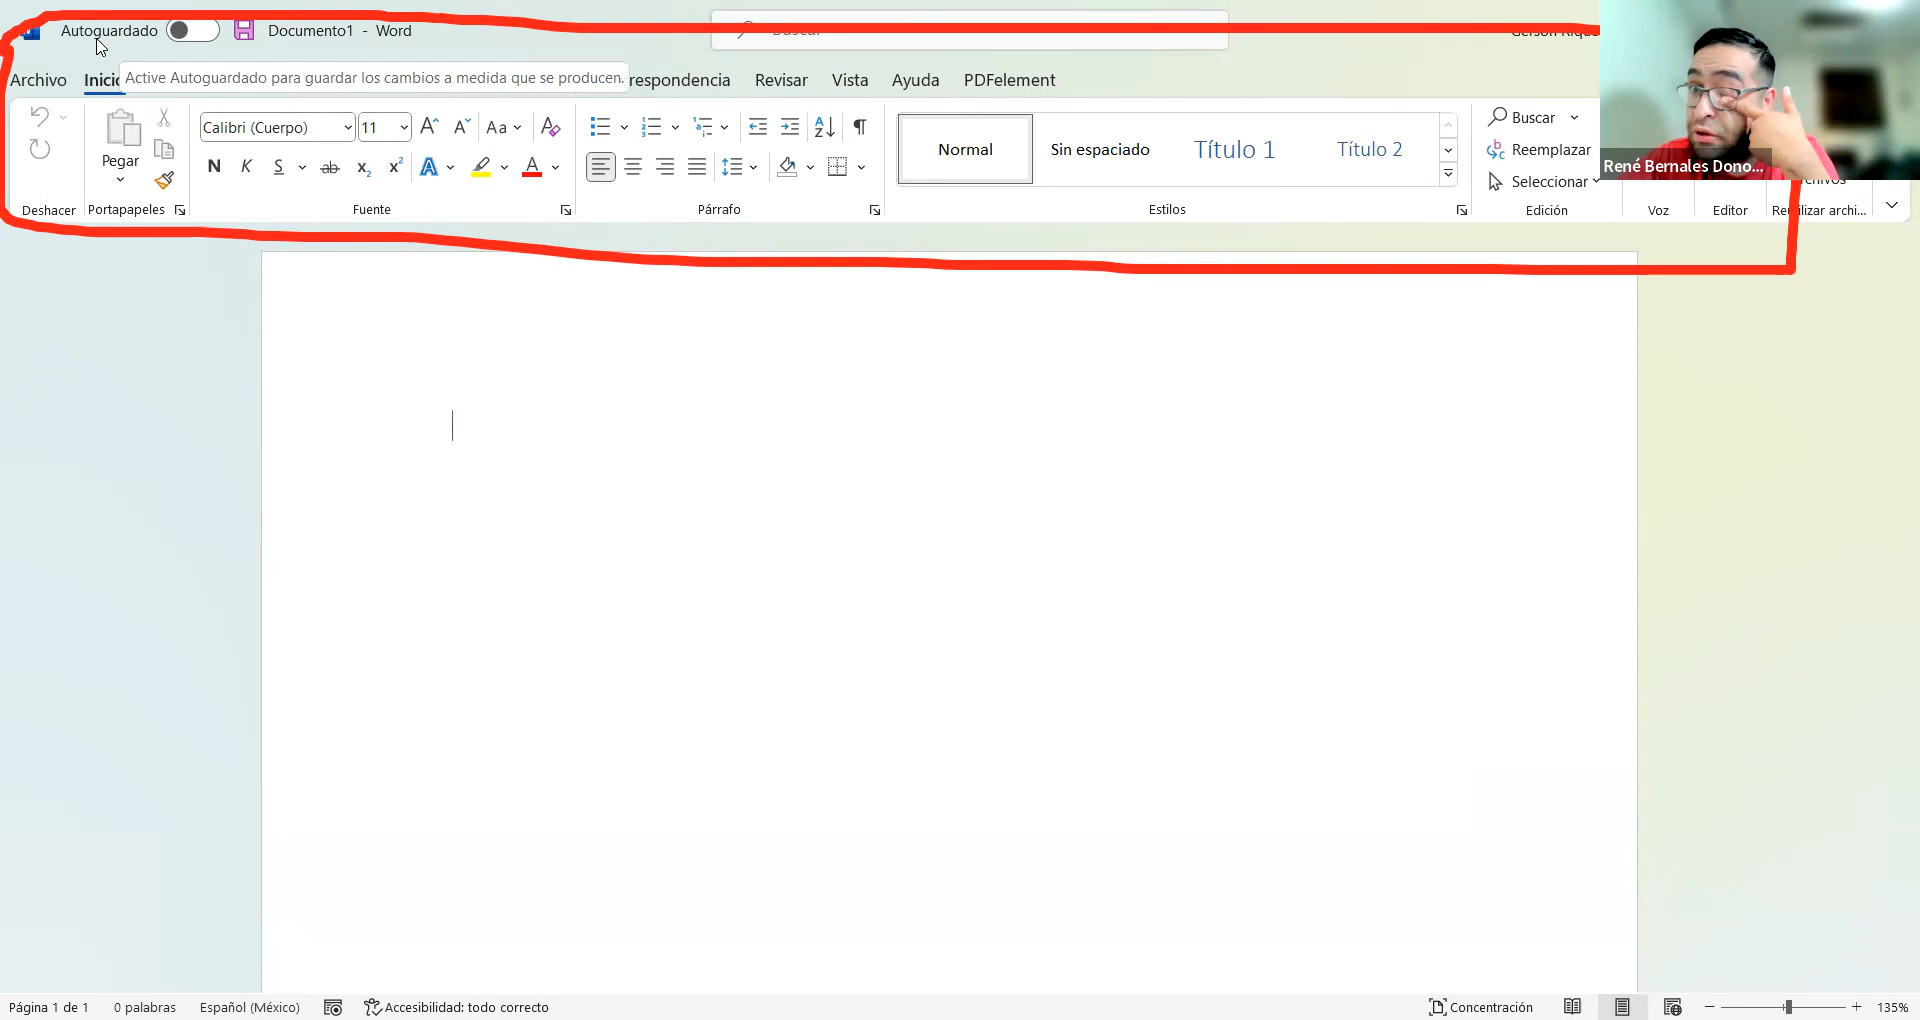 Autoguardado
Documento1 - Word
Archivo
Active Autoguardado para guardar los cambios a medida que se producen.
Revisar
Vista
Ayuda
PDFelement
Calibri (Cuerpo)
11
Aa
Pegar
N
K
S
ab
Normal
Sin espaciado
Título 1
Título 2
Buscar
Reemplazar
Seleccionar
René Bernales Dono...
Deshacer
Portapapeles
Fuente
Párrafo
Estilos
Edición
Voz
Editor
Página 1 de 1
0 palabras
Español (México)
Accesibilidad: todo correcto
Concentración
135%